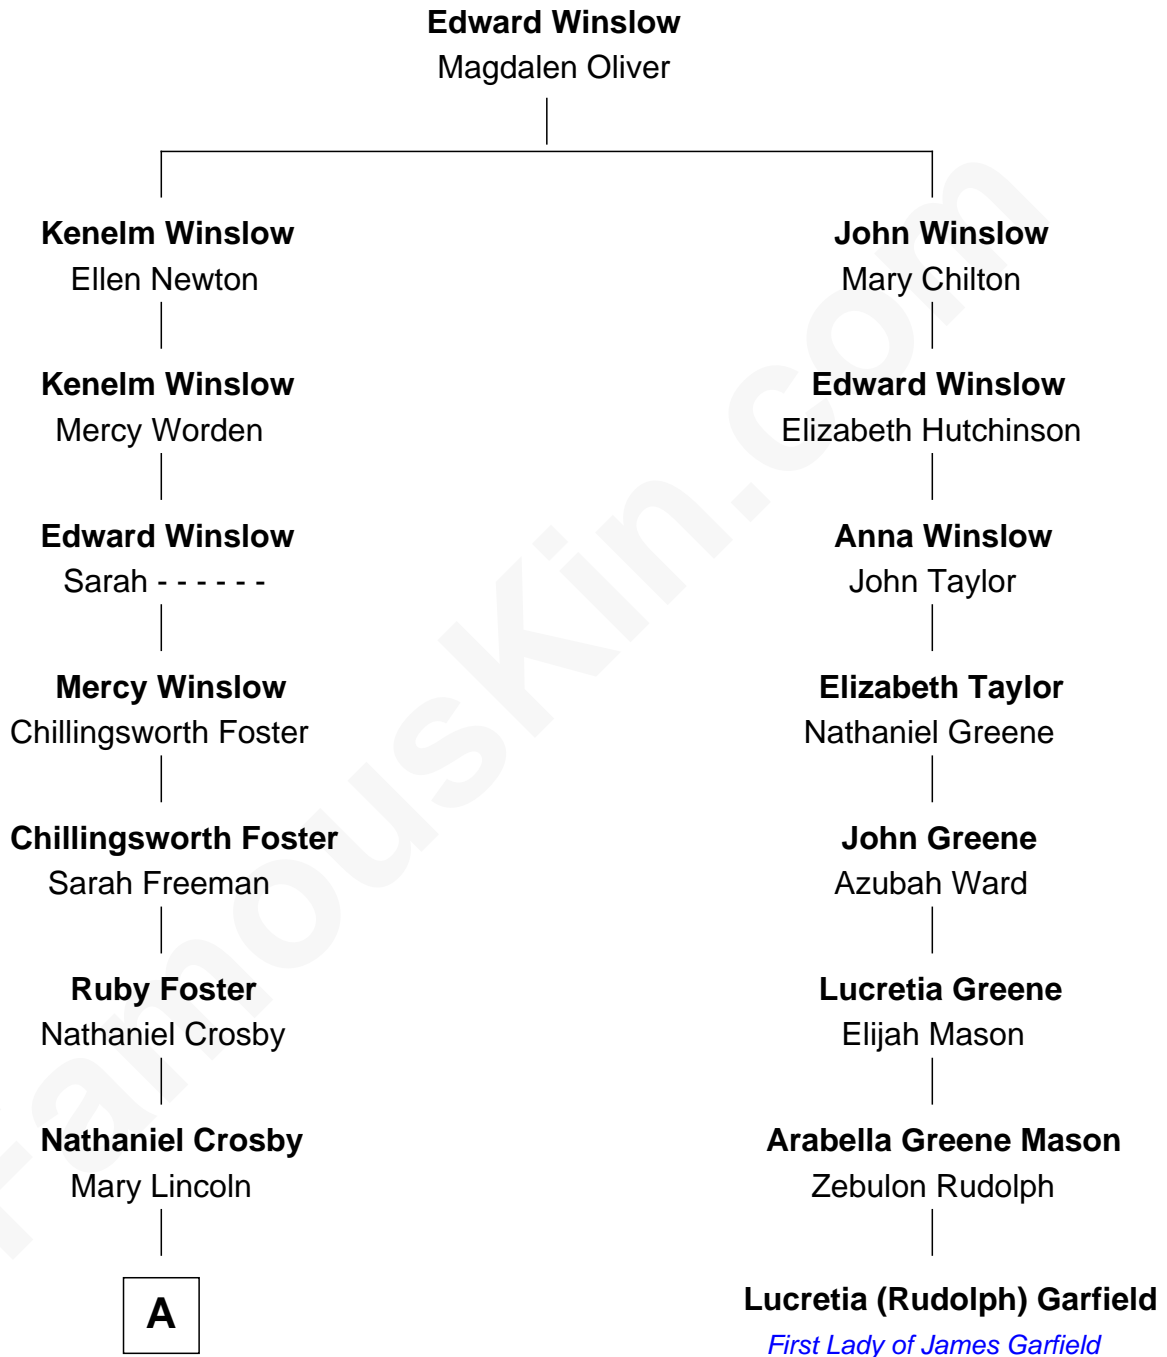 Edward Winslow
Magdalen Oliver
Kenelm Winslow
Ellen Newton
John Winslow
Mary Chilton
Kenelm Winslow
Mercy Worden
Edward Winslow
Elizabeth Hutchinson
Edward Winslow
Sarah - - - - - -
Anna Winslow
John Taylor
Mercy Winslow
Chillingsworth Foster
Elizabeth Taylor
Nathaniel Greene
Chillingsworth Foster
Sarah Freeman
John Greene
Azubah Ward
Ruby Foster
Nathaniel Crosby
Lucretia Greene
Elijah Mason
Nathaniel Crosby
Mary Lincoln
Arabella Greene Mason
Zebulon Rudolph
A
Lucretia (Rudolph) Garfield
First Lady of James Garfield
FamousKin.com